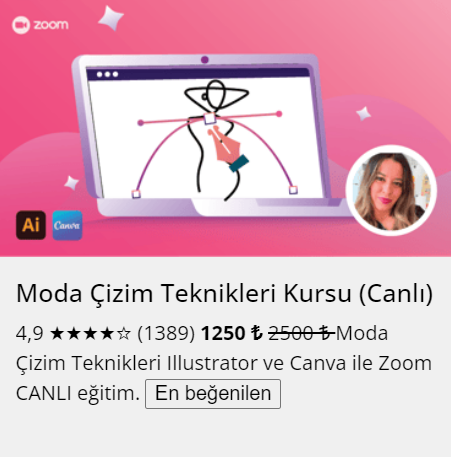 zoom
Ai
Canva
Moda Çizim Teknikleri Kursu (Canlı)
4,9 ★★★★☆ (1389) 1250 ₺ 2500 ₺ Moda
Çizim Teknikleri Illustrator ve Canva ile Zoom
CANLI eğitim. En beğenilen